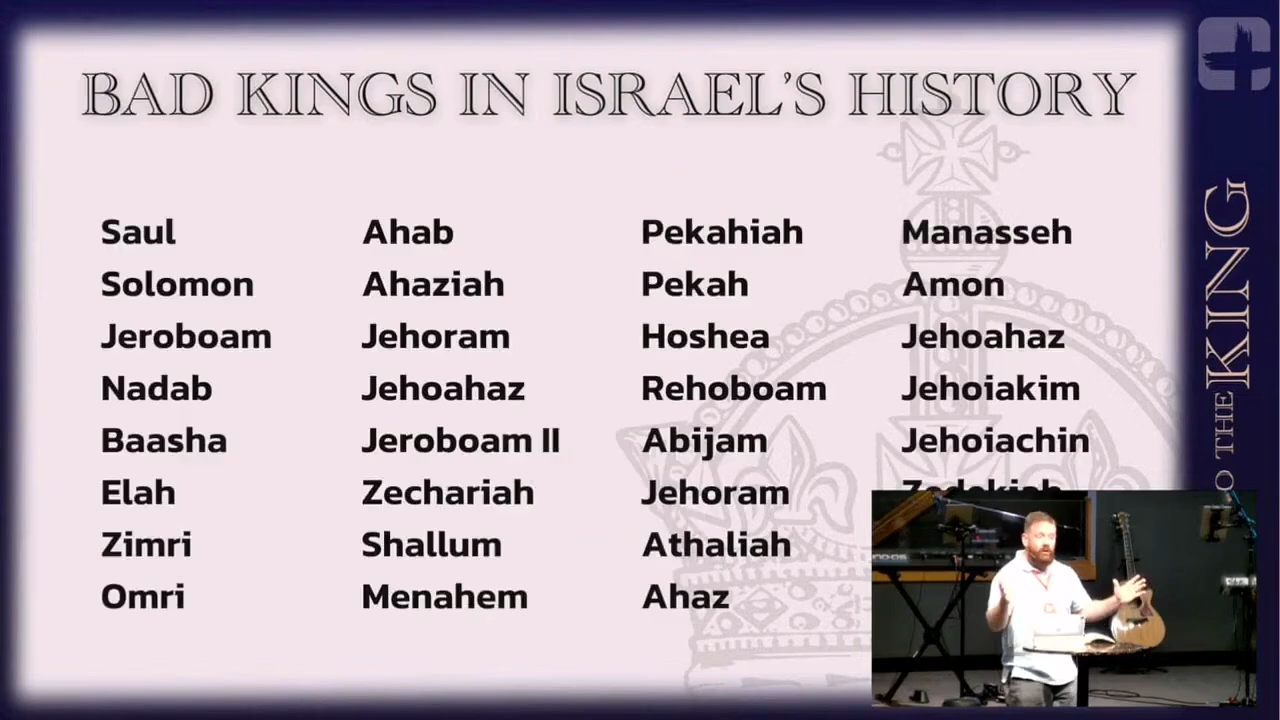 BAD KINGS IN ISRAEL'S HISTORY
Saul
Solomon
Jeroboam
Nadab
Baasha
Elah
Zimri
Omri
Ahab
Ahaziah
Jehoram
Jehoahaz
Jeroboam II
Zechariah
Shallum
Menahem
Pekahiah
Pekah
Hoshea
Rehoboam
Abijam
Jehoram
Athaliah
Ahaz
Manasseh
Amon
Jehoahaz
Jehoiakim
Jehoiachin
Zedekiah
O THE KING